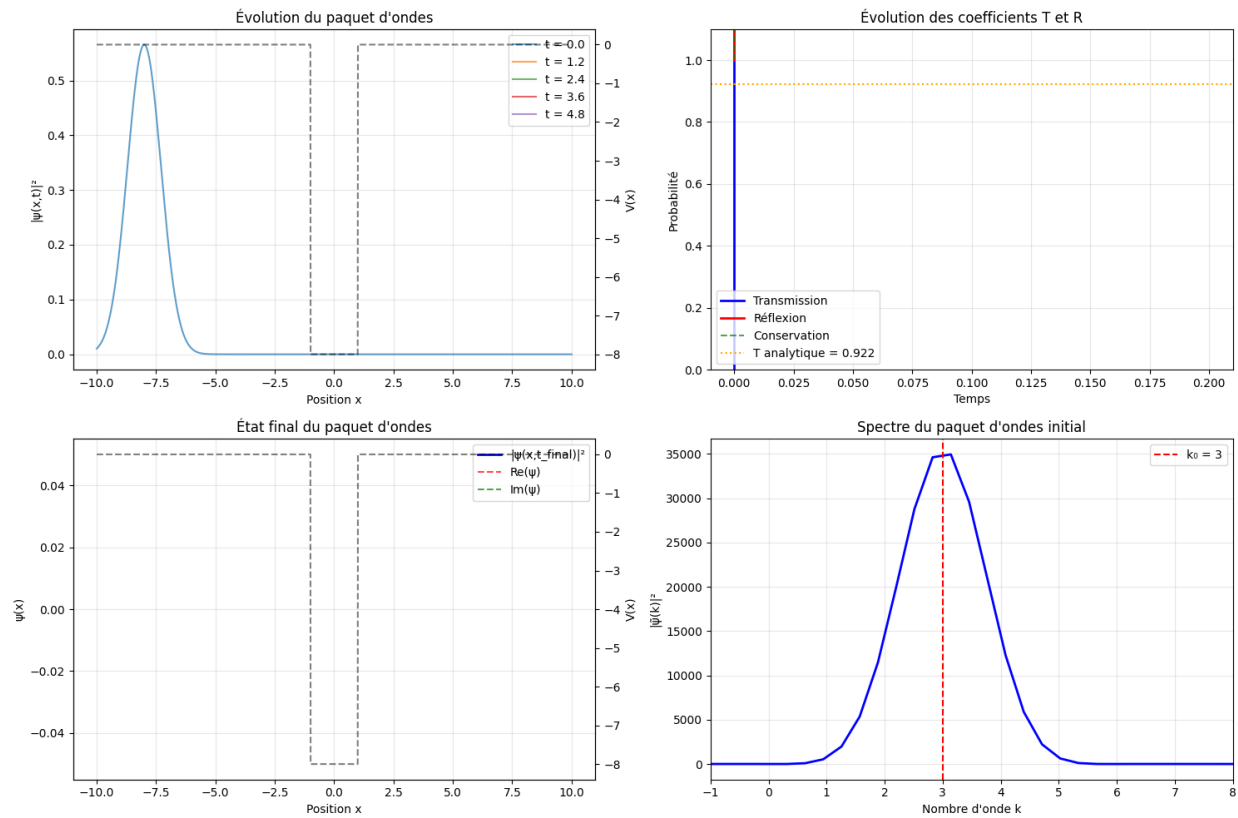 Évolution du paquet d'ondes
|ψ(x,t)|²
0.5
0.4
0.3
0.2
0.1
0.0
−10.0 −7.5 −5.0 −2.5 0.0 2.5 5.0 7.5 10.0
Position x
0
−1
−2
−3
−4
−5
−6
−7
−8
V(x)
t = 0.0
t = 1.2
t = 2.4
t = 3.6
t = 4.8
Évolution des coefficients T et R
Probabilité
1.0
0.8
0.6
0.4
0.2
0.0
0.000 0.025 0.050 0.075 0.100 0.125 0.150 0.175 0.200
Temps
Transmission
Réflexion
Conservation
T analytique = 0.922
État final du paquet d'ondes
ψ(x)
0.04
0.02
0.00
−0.02
−0.04
−10.0 −7.5 −5.0 −2.5 0.0 2.5 5.0 7.5 10.0
Position x
0
−1
−2
−3
−4
−5
−6
−7
−8
V(x)
|ψ(x,t_final)|²
Re(ψ)
Im(ψ)
Spectre du paquet d'ondes initial
|ψ̃(k)|²
35000
30000
25000
20000
15000
10000
5000
0
−1 0 1 2 3 4 5 6 7 8
Nombre d'onde k
k₀ = 3